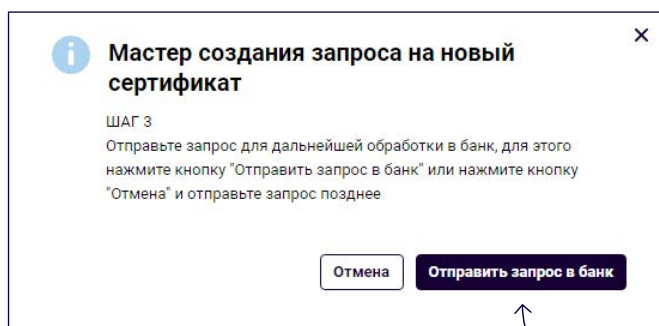 Мастер создания запроса на новый
сертификат
ШАГ 3
Отправьте запрос для дальнейшей обработки в банк, для этого
нажмите кнопку "Отправить запрос в банк" или нажмите кнопку
"Отмена" и отправьте запрос позднее
Отмена
Отправить запрос в банк